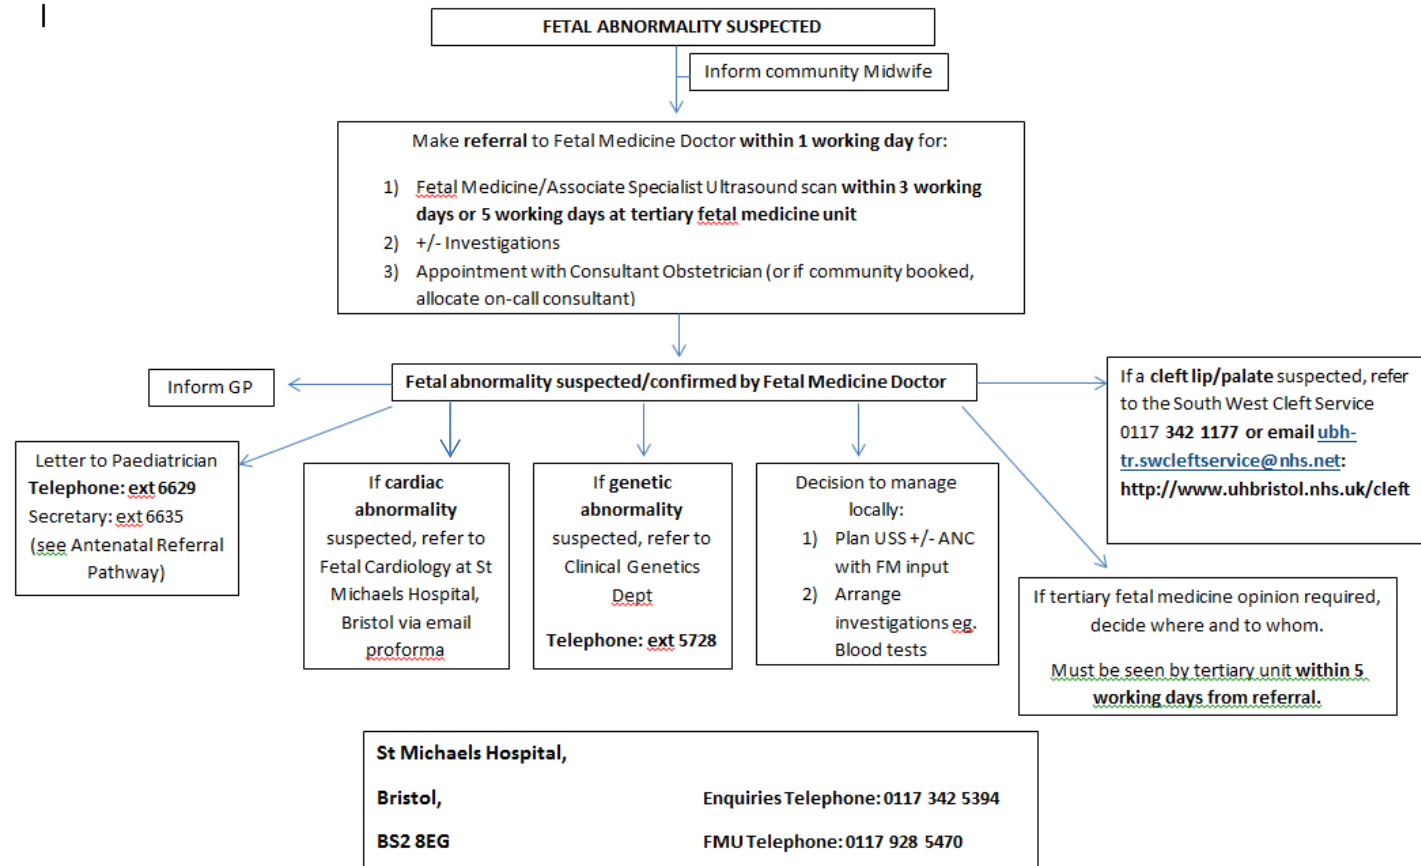 FETAL ABNORMALITY SUSPECTED
Inform community Midwife
Make referral to Fetal Medicine Doctor within 1 working day for:
1) Fetal Medicine/Associate Specialist Ultrasound scan within 3 working
days or 5 working days at tertiary fetal medicine unit
2) +/- Investigations
3) Appointment with Consultant Obstetrician (or if community booked,
allocate on-call consultant)
Inform GP
Fetal abnormality suspected/confirmed by Fetal Medicine Doctor
If a cleft lip/palate suspected, refer
to the South West Cleft Service
0117 342 1177 or email ubh-
tr.swcleftservice@nhs.net:
http://www.uhbristol.nhs.uk/cleft
Letter to Paediatrician
Telephone: ext 6629
Secretary: ext 6635
(see Antenatal Referral
Pathway)
If cardiac
abnormality
suspected, refer to
Fetal Cardiology at St
Michaels Hospital,
Bristol via email
proforma
If genetic
abnormality
suspected, refer to
Clinical Genetics
Dept
Telephone: ext 5728
Decision to manage
locally:
1) Plan USS +/- ANC
with FM input
2) Arrange
investigations eg.
Blood tests
If tertiary fetal medicine opinion required,
decide where and to whom.
Must be seen by tertiary unit within 5
working days from referral.
St Michaels Hospital,
Bristol,
Enquiries Telephone: 0117 342 5394
BS2 8EG
FMU Telephone: 0117 928 5470